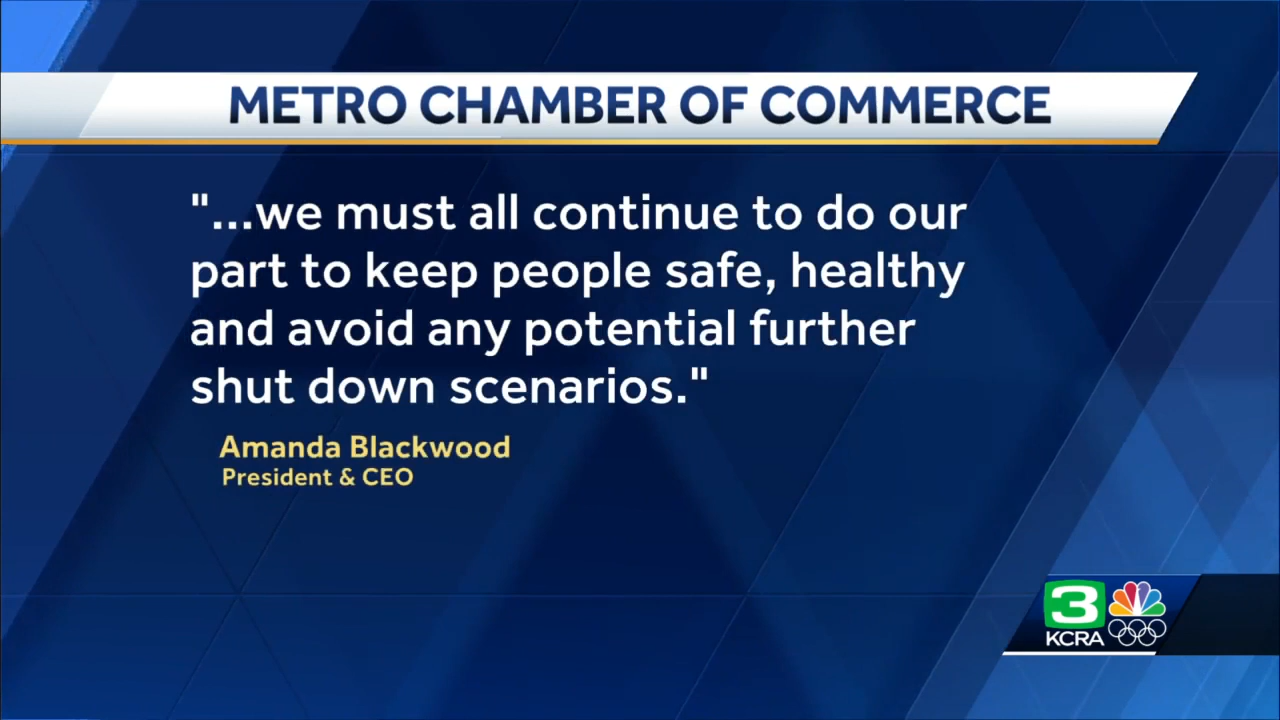 METRO CHAMBER OF COMMERCE
"...we must all continue to do our
part to keep people safe, healthy
and avoid any potential further
shut down scenarios."
Amanda Blackwood
President & CEO
3
KCRA